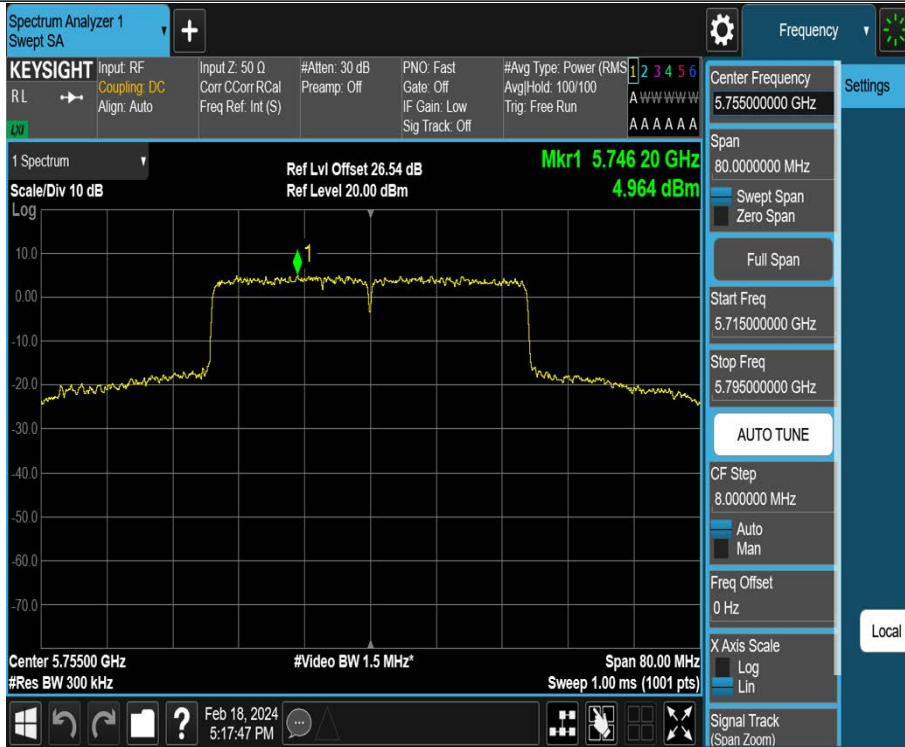 Spectrum Analyzer 1
Swept SA
+
Frequency
KEYSIGHT
R L
LXI
Input: RF
Coupling: DC
Align: Auto
Input Z: 50 Ω
Corr CCorr RCal
Freq Ref: Int (S)
#Atten: 30 dB
Preamp: Off
PNO: Fast
Gate: Off
IF Gain: Low
Sig Track: Off
#Avg Type: Power (RMS
Avg|Hold: 100/100
Trig: Free Run
1 2 3 4 5 6
A W W W W W
A A A A A A
Settings
1 Spectrum
Scale/Div 10 dB
Log
Ref Lvl Offset 26.54 dB
Ref Level 20.00 dBm
Mkr1 5.746 20 GHz
4.964 dBm
1
10.0
0.00
-10.0
-20.0
-30.0
-40.0
-50.0
-60.0
-70.0
Center 5.75500 GHz
#Res BW 300 kHz
#Video BW 1.5 MHz*
Span 80.00 MHz
Sweep 1.00 ms (1001 pts)
Center Frequency
5.755000000 GHz
Span
80.0000000 MHz
Swept Span
Zero Span
Full Span
Start Freq
5.715000000 GHz
Stop Freq
5.795000000 GHz
AUTO TUNE
CF Step
8.000000 MHz
Auto
Man
Freq Offset
0 Hz
X Axis Scale
Log
Lin
Signal Track
(Span Zoom)
Local
?
Feb 18, 2024
5:17:47 PM